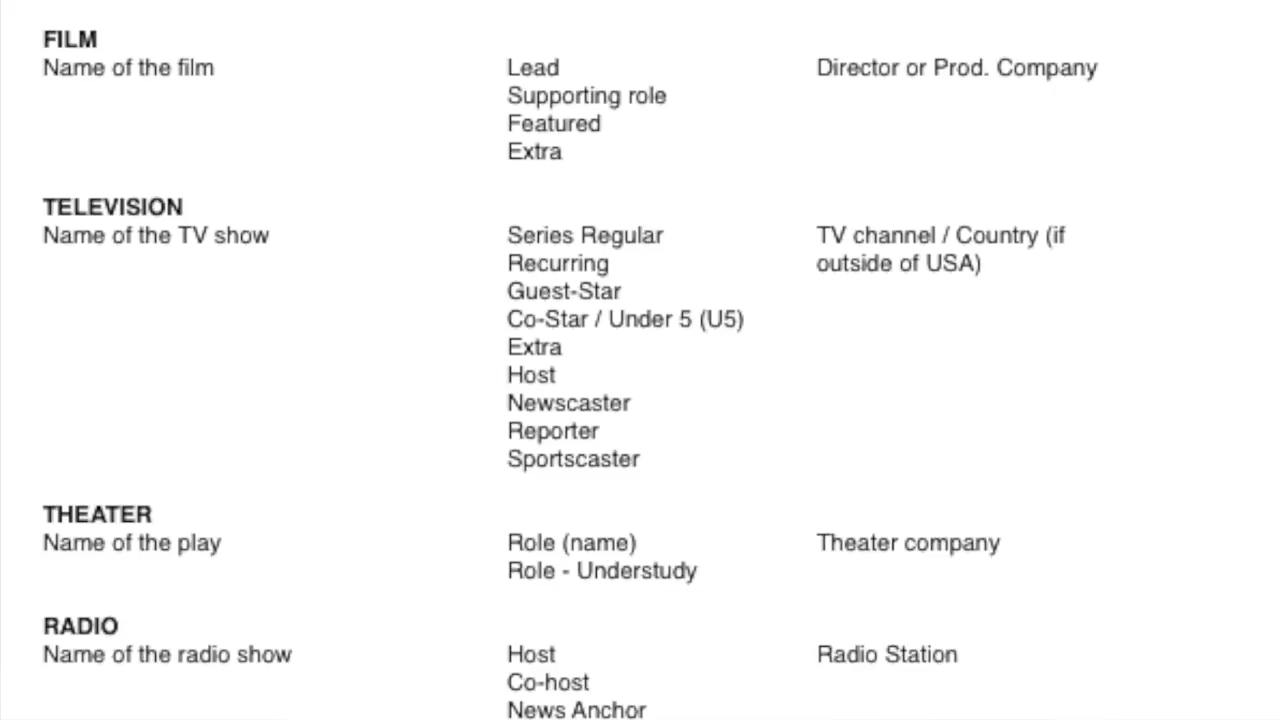 FILM
Name of the film Lead Director or Prod. Company
Supporting role
Featured
Extra
TELEVISION
Name of the TV show Series Regular TV channel / Country (if
Recurring outside of USA)
Guest-Star
Co-Star / Under 5 (U5)
Extra
Host
Newscaster
Reporter
Sportscaster
THEATER
Name of the play Role (name) Theater company
Role - Understudy
RADIO
Name of the radio show Host Radio Station
Co-host
News Anchor